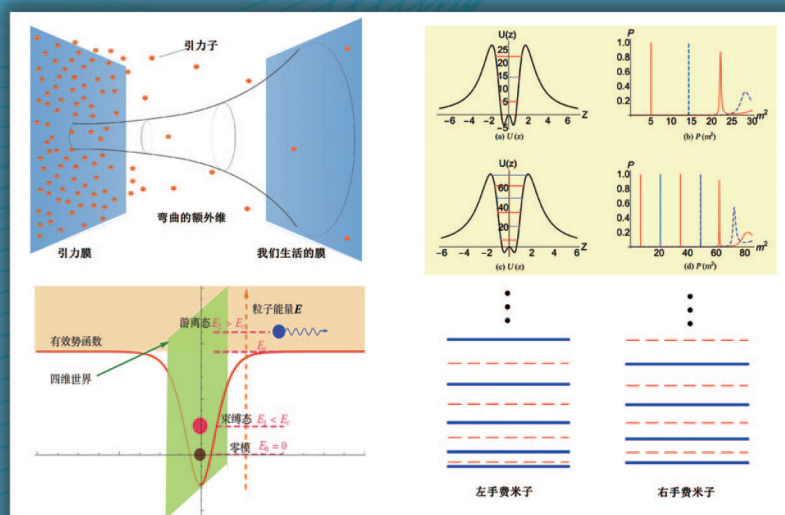 引力子
弯曲的额外维
引力膜
我们生活的膜
U(z)
25
20
15
10
5
-5
-6 -4 -2 2 4 6 Z
(a) U(z)
P
1.0
0.8
0.6
0.4
0.2
5 10 15 20 25 30 m²
(b) P(m²)
U(z)
60
40
20
-6 -4 -2 2 4 6 Z
(c) U(z)
P
1.0
0.8
0.6
0.4
0.2
20 40 60 80 m²
(d) P(m²)
粒子能量E
游离态 E₁ > E꜀
有效势函数
E꜀
四维世界
束缚态 E₁ < E꜀
零模 E₀ = 0
左手费米子
右手费米子